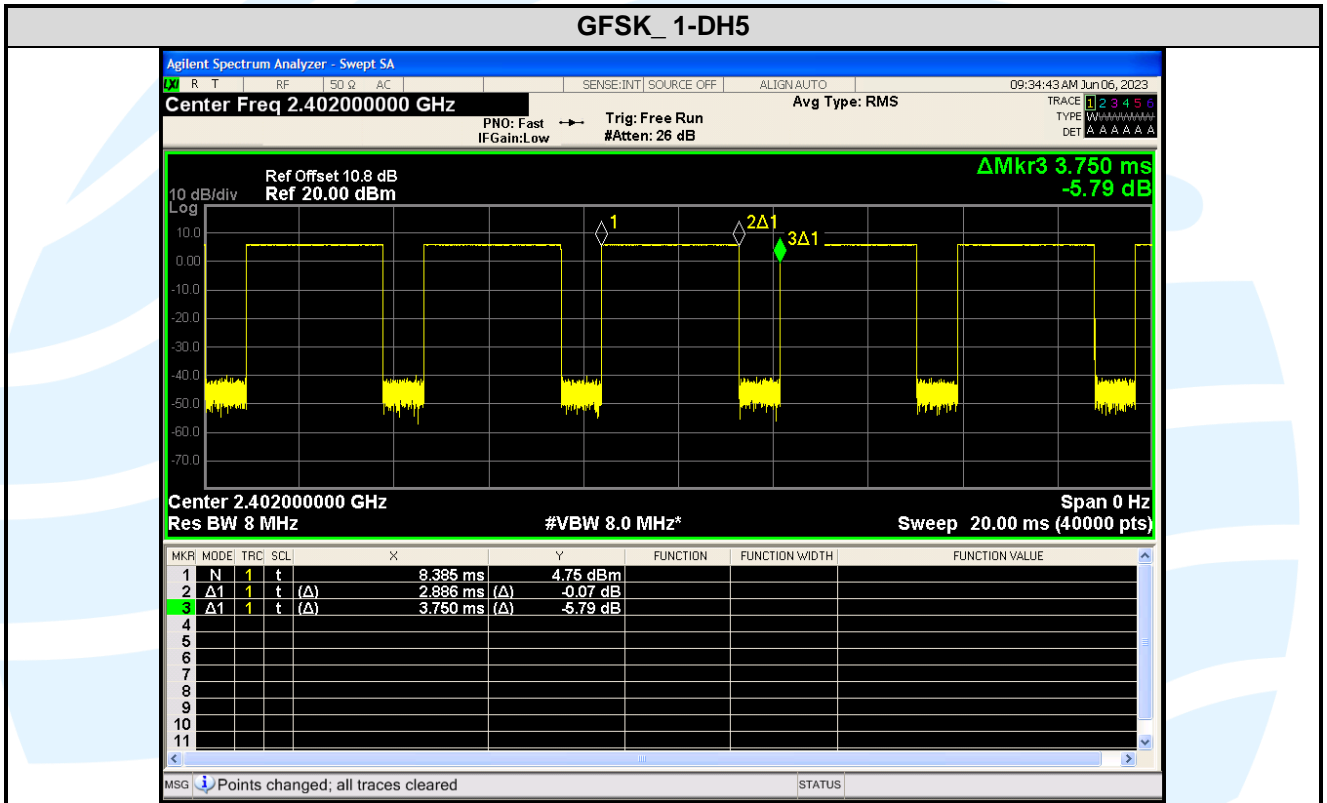 GFSK_ 1-DH5
Agilent Spectrum Analyzer - Swept SA
LXI R T RF 50 Ω AC SENSE:INT SOURCE OFF ALIGN AUTO 09:34:43 AM Jun 06, 2023
Center Freq 2.402000000 GHz
Avg Type: RMS
TRACE 1 2 3 4 5 6
TYPE WWWWWW
DET A A A A A A
PNO: Fast
IFGain:Low
Trig: Free Run
#Atten: 26 dB
ΔMkr3 3.750 ms
-5.79 dB
Ref Offset 10.8 dB
10 dB/div Ref 20.00 dBm
Log
10.0
0.00
-10.0
-20.0
-30.0
-40.0
-50.0
-60.0
-70.0
1
2Δ1
3Δ1
Center 2.402000000 GHz Span 0 Hz
Res BW 8 MHz #VBW 8.0 MHz* Sweep 20.00 ms (40000 pts)
MKR MODE TRC SCL X Y FUNCTION FUNCTION WIDTH FUNCTION VALUE
1 N 1 t 8.385 ms 4.75 dBm
2 Δ1 1 t (Δ) 2.886 ms (Δ) -0.07 dB
3 Δ1 1 t (Δ) 3.750 ms (Δ) -5.79 dB
4
5
6
7
8
9
10
11
MSG Points changed; all traces cleared STATUS